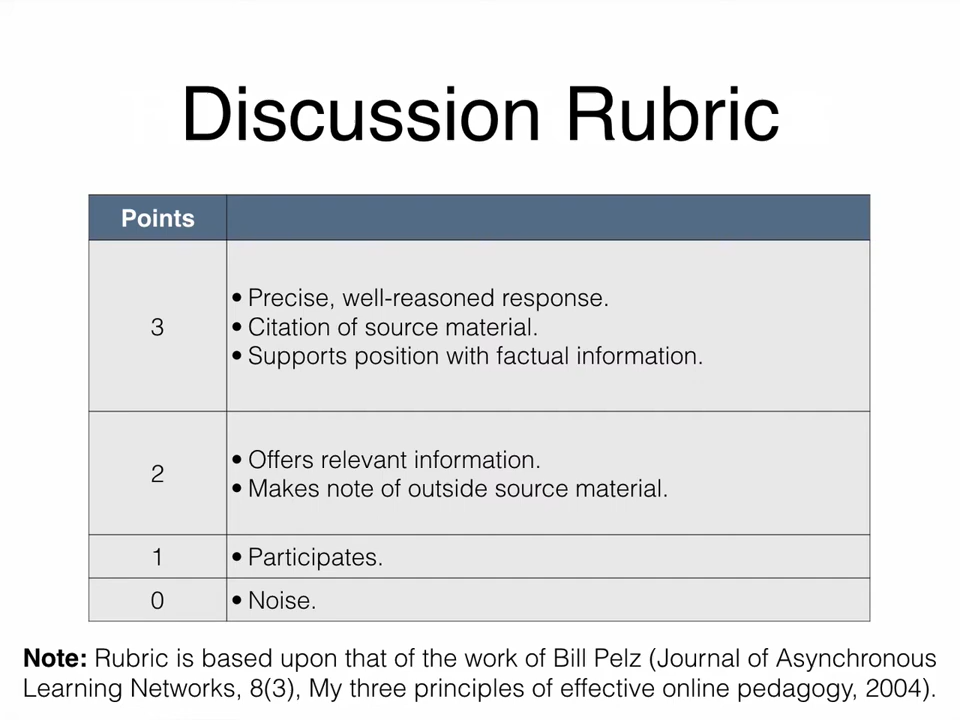 Discussion Rubric
Points
3
• Precise, well-reasoned response.
• Citation of source material.
• Supports position with factual information.
2
• Offers relevant information.
• Makes note of outside source material.
1
• Participates.
0
• Noise.
Note: Rubric is based upon that of the work of Bill Pelz (Journal of Asynchronous
Learning Networks, 8(3), My three principles of effective online pedagogy, 2004).